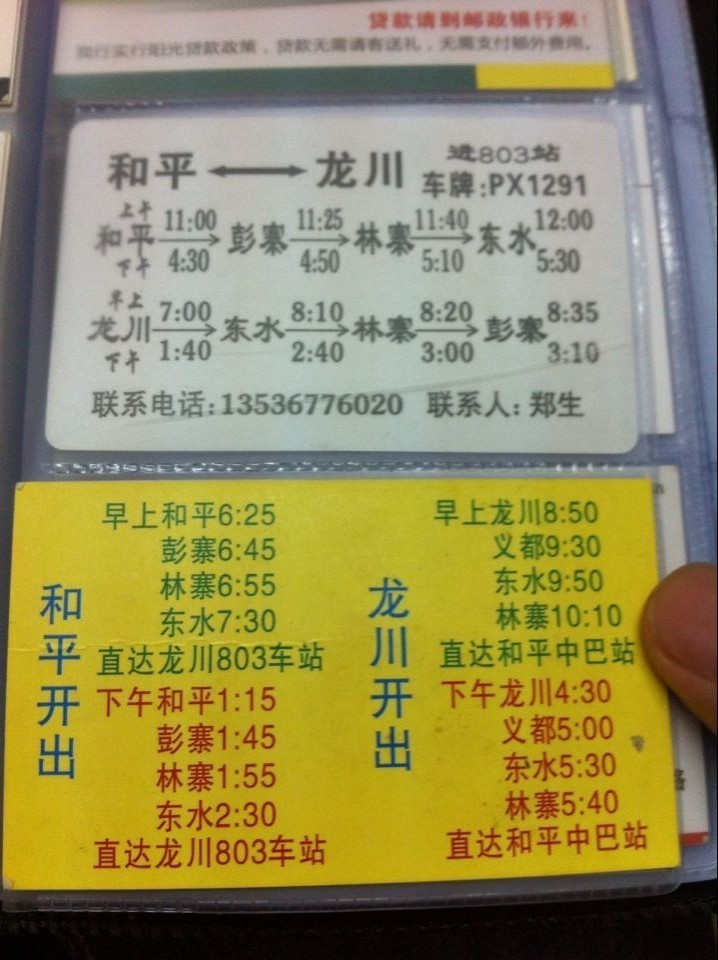 贷款请到邮政银行来!
我行实行阳光贷款政策，贷款无需请客送礼，无需支付额外费用。
和平⟷龙川 进803站
车牌:PX1291
上午 11:00 11:25 11:40 12:00
和平→彭寨→林寨→东水
下午 4:30 4:50 5:10 5:30
早上 7:00 8:10 8:20 8:35
龙川→东水→林寨→彭寨
下午 1:40 2:40 3:00 3:10
联系电话:13536776020 联系人:郑生
和平开出
早上和平6:25
彭寨6:45
林寨6:55
东水7:30
直达龙川803车站
下午和平1:15
彭寨1:45
林寨1:55
东水2:30
直达龙川803车站
龙川开出
早上龙川8:50
义都9:30
东水9:50
林寨10:10
直达和平中巴站
下午龙川4:30
义都5:00
东水5:30
林寨5:40
直达和平中巴站